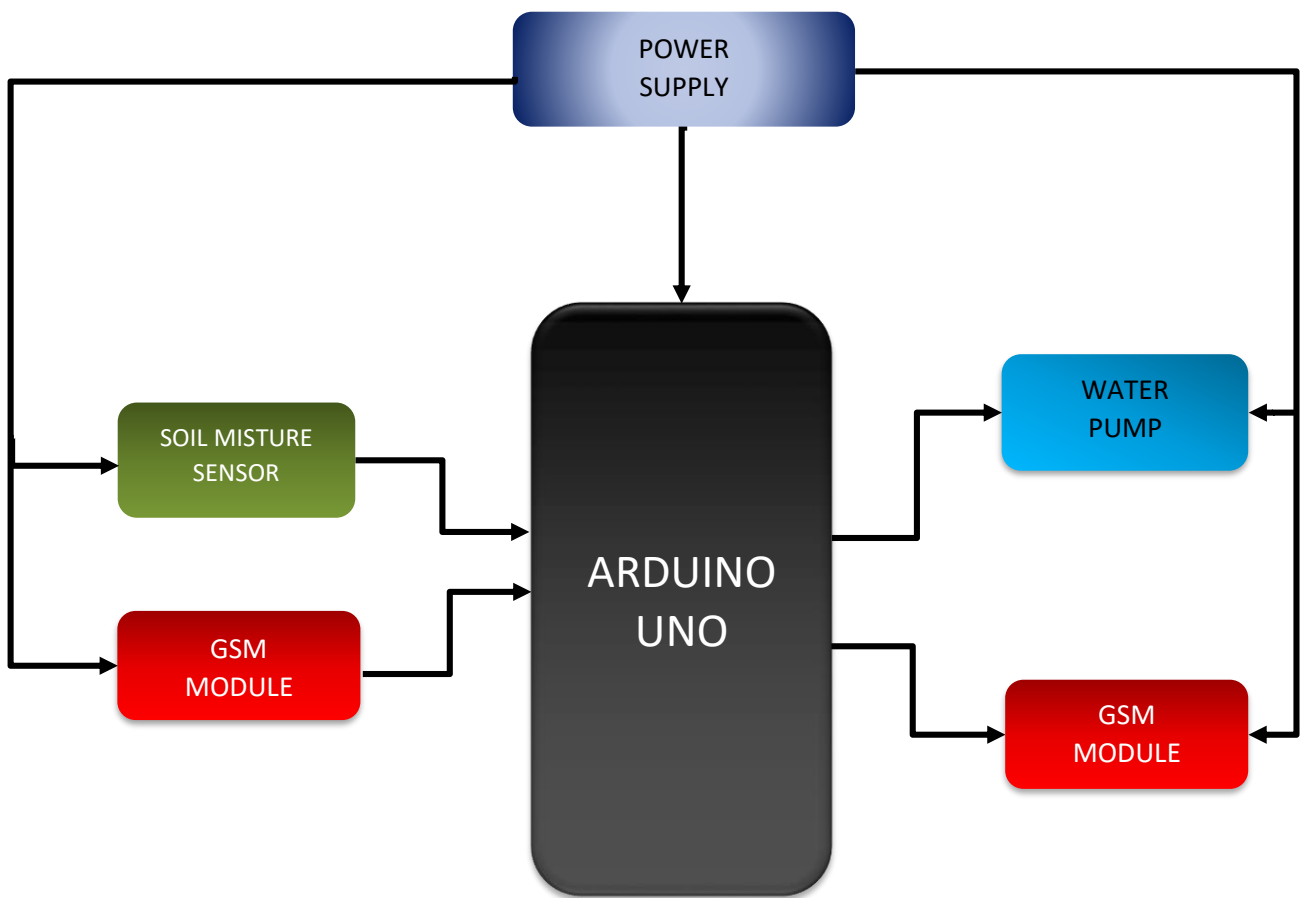 POWER
SUPPLY
SOIL MISTURE
SENSOR
GSM
MODULE
ARDUINO
UNO
WATER
PUMP
GSM
MODULE